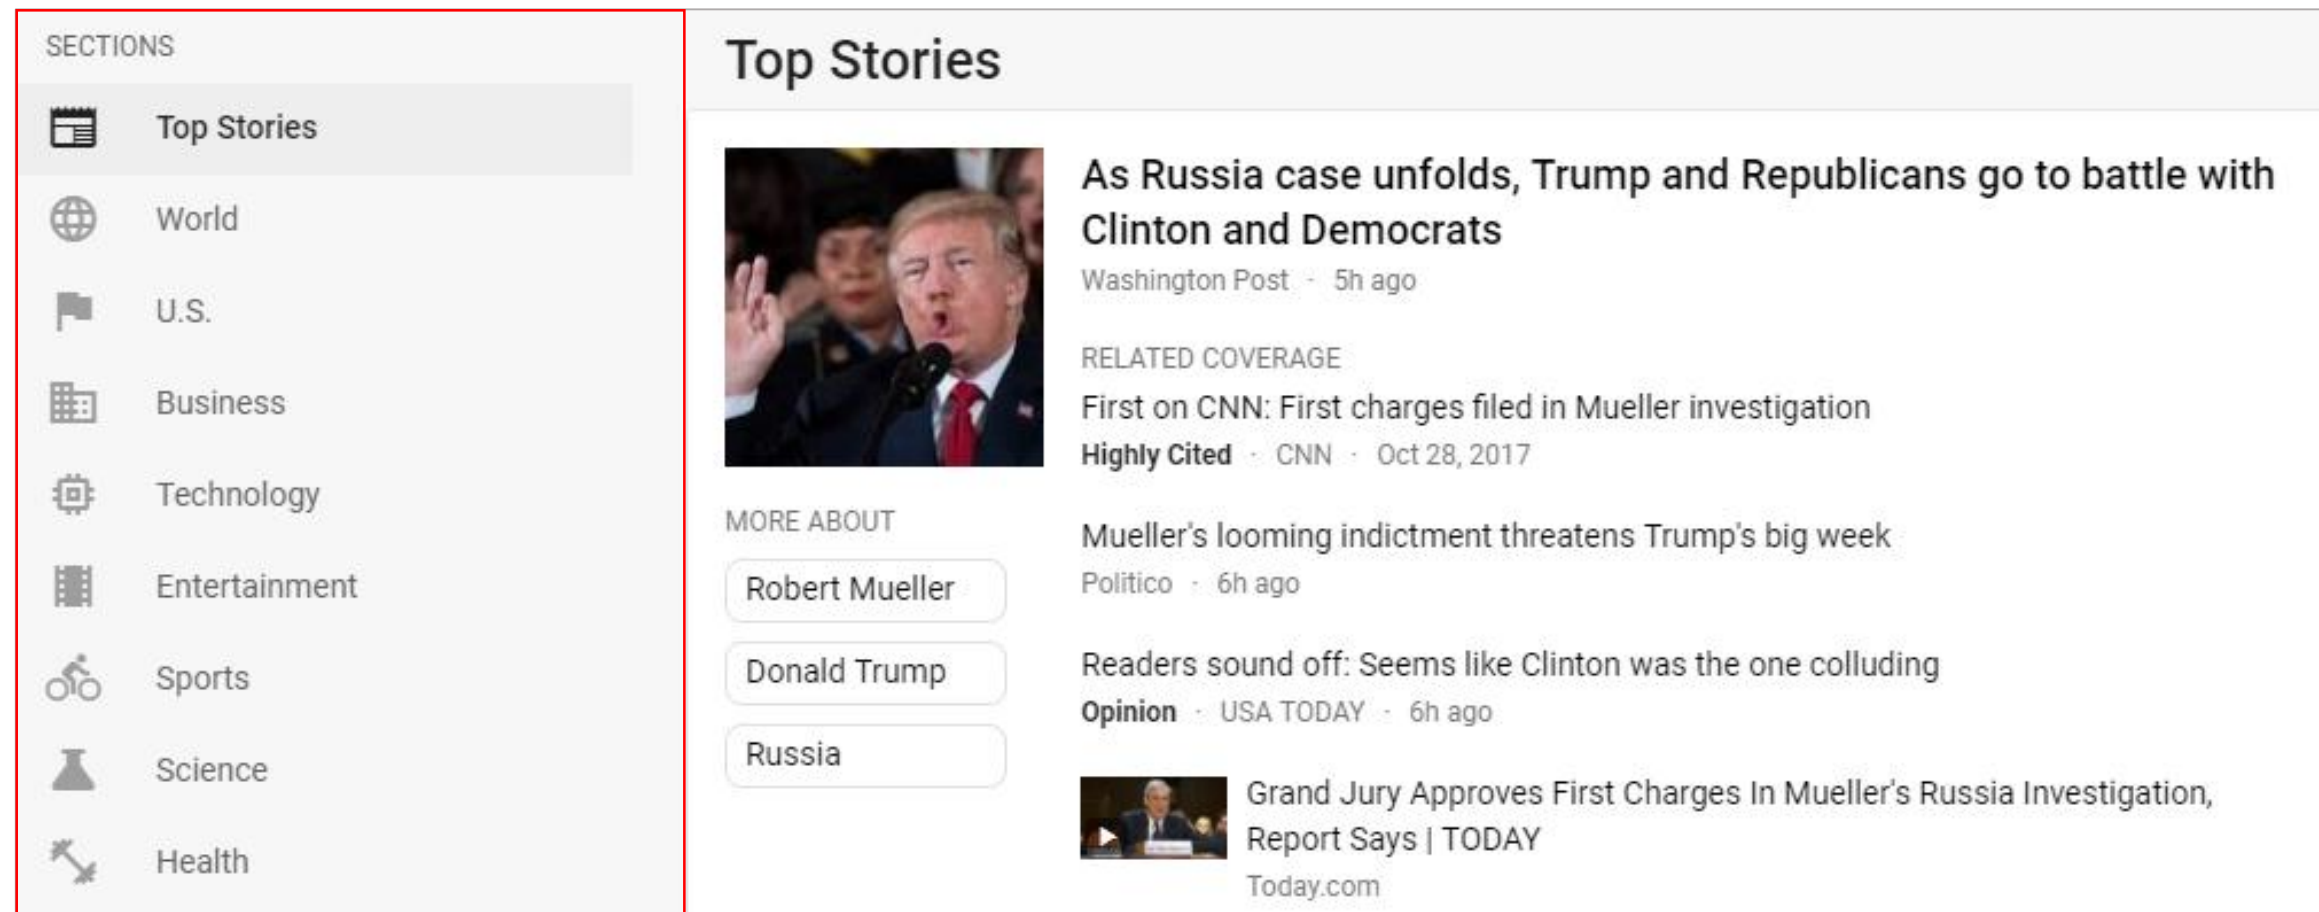 SECTIONS
Top Stories
World
U.S.
Business
Technology
Entertainment
Sports
Science
Health
Top Stories
As Russia case unfolds, Trump and Republicans go to battle with
Clinton and Democrats
Washington Post · 5h ago
RELATED COVERAGE
First on CNN: First charges filed in Mueller investigation
Highly Cited · CNN · Oct 28, 2017
MORE ABOUT
Robert Mueller
Donald Trump
Russia
Mueller's looming indictment threatens Trump's big week
Politico · 6h ago
Readers sound off: Seems like Clinton was the one colluding
Opinion · USA TODAY · 6h ago
Grand Jury Approves First Charges In Mueller's Russia Investigation,
Report Says | TODAY
Today.com